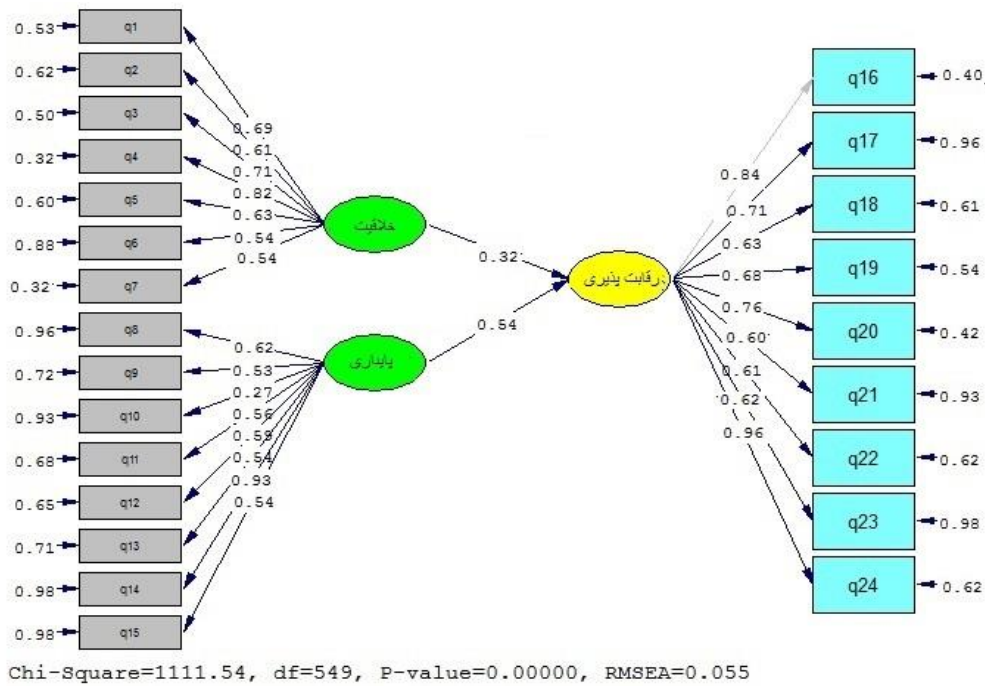 0.53 q1
0.62 q2
0.50 q3
0.32 q4
0.60 q5
0.88 q6
0.32 q7
0.96 q8
0.72 q9
0.93 q10
0.68 q11
0.65 q12
0.71 q13
0.98 q14
0.98 q15
0.69
0.61
0.71
0.82
0.63
0.54
0.54
0.62
0.53
0.27
0.56
0.59
0.54
0.93
0.54
خلاقیت
پایداری
0.32
0.54
رقابت پذیری
0.84
0.71
0.63
0.68
0.76
0.60
0.61
0.62
0.96
q16 0.40
q17 0.96
q18 0.61
q19 0.54
q20 0.42
q21 0.93
q22 0.62
q23 0.98
q24 0.62
Chi-Square=1111.54, df=549, P-value=0.00000, RMSEA=0.055